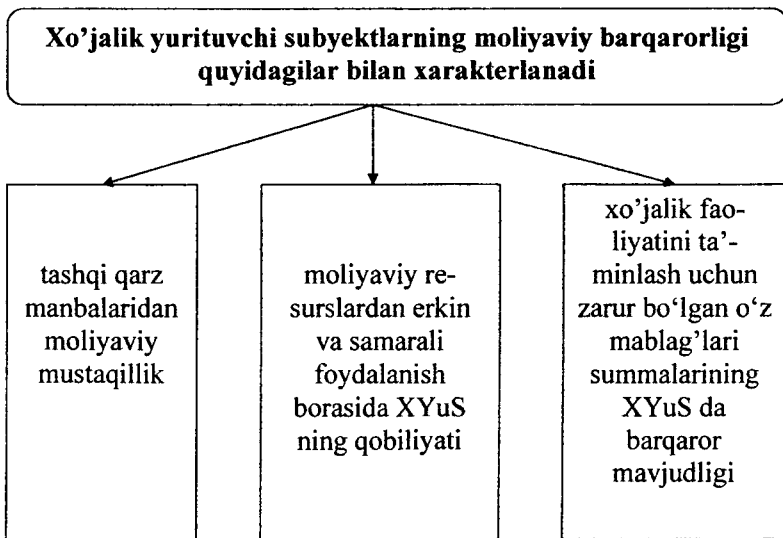 Xo’jalik yurituvchi subyektlarning moliyaviy barqarorligi
quyidagilar bilan xarakterlanadi
tashqi qarz
manbalaridan
moliyaviy
mustaqillik
moliyaviy re-
surslardan erkin
va samarali
foydalanish
borasida XYuS
ning qobiliyati
xo’jalik fao-
liyatini ta’-
minlash uchun
zarur bo‘lgan o‘z
mablag’lari
summalarining
XYuS da
barqaror
mavjudligi